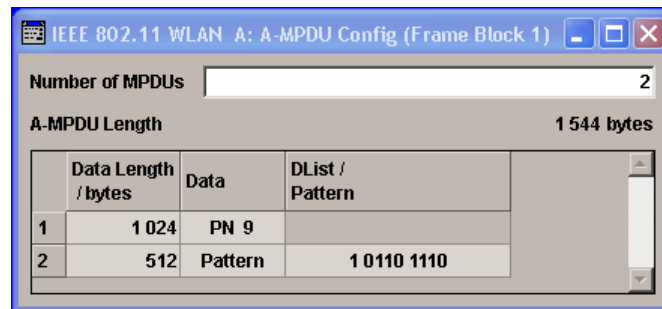 IEEE 802.11 WLAN A: A-MPDU Config (Frame Block 1)
Number of MPDUs 2
A-MPDU Length 1 544 bytes
Data Length / bytes Data DList / Pattern
1 1 024 PN 9
2 512 Pattern 1 0110 1110